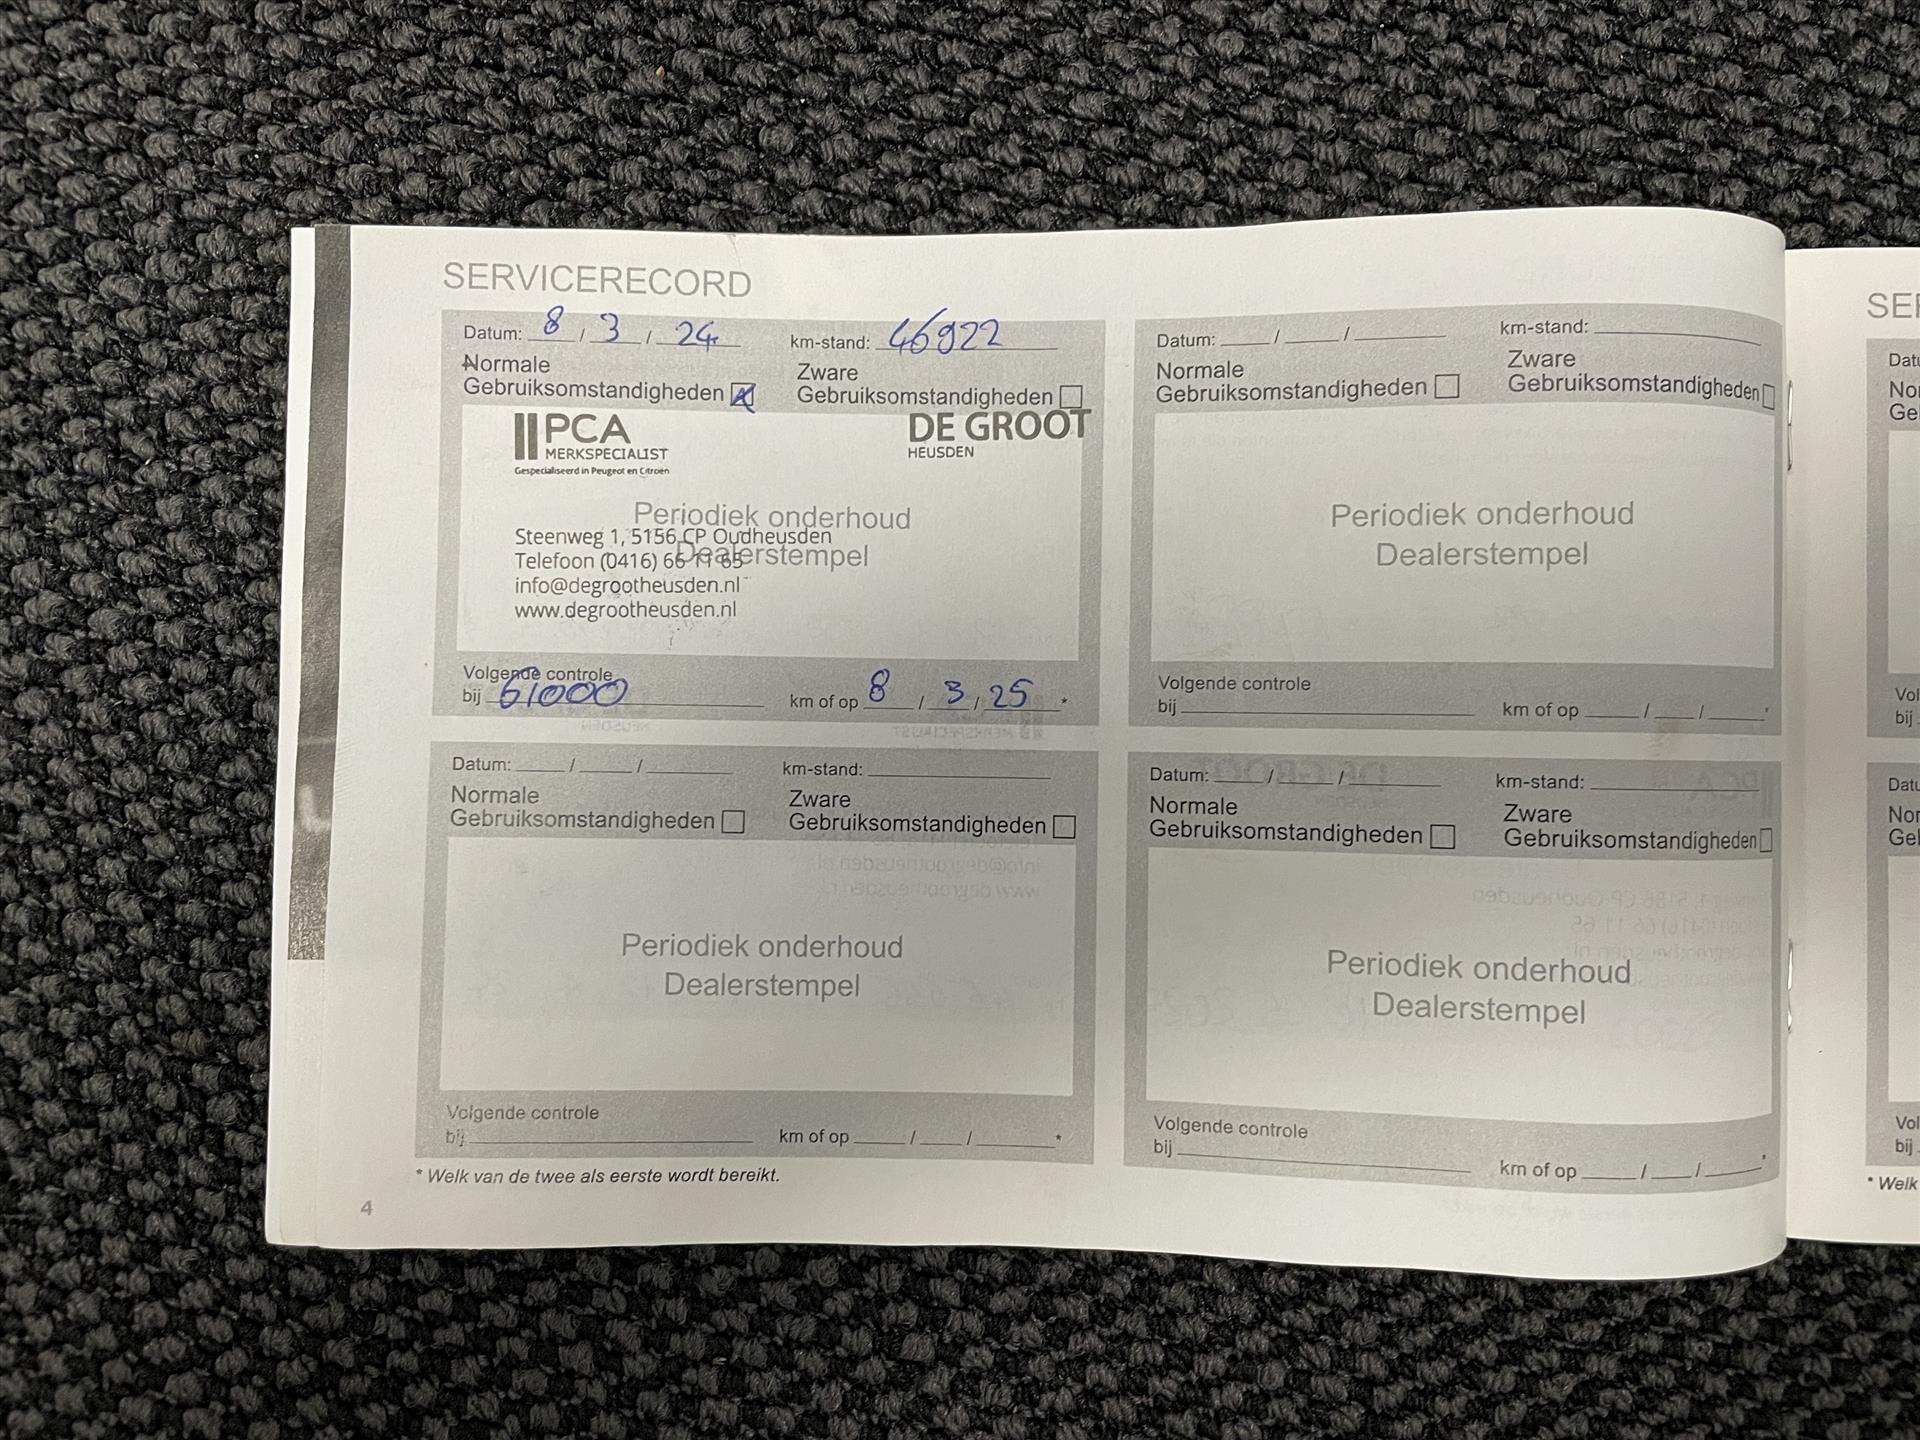 SERVICERECORD
Datum: 8 / 3 / 24 km-stand: 46922
Normale
Gebruiksomstandigheden
Zware
Gebruiksomstandigheden
PCA
MERKSPECIALIST
Gespecialiseerd in Peugeot en Citroën
DE GROOT
HEUSDEN
Periodiek onderhoud
Dealerstempel
Steenweg 1, 5156 CP Oudheusden
Telefoon (0416) 66 11 65
info@degrootheusden.nl
www.degrootheusden.nl
Volgende controle
bij 61000 km of op 8 / 3 / 25 *
Datum: / / km-stand:
Normale
Gebruiksomstandigheden
Zware
Gebruiksomstandigheden
Periodiek onderhoud
Dealerstempel
Volgende controle
bij km of op / / *
Datum: / / km-stand:
Normale
Gebruiksomstandigheden
Zware
Gebruiksomstandigheden
Periodiek onderhoud
Dealerstempel
Volgende controle
bij km of op / / *
Datum: / / km-stand:
Normale
Gebruiksomstandigheden
Zware
Gebruiksomstandigheden
Periodiek onderhoud
Dealerstempel
Volgende controle
bij km of op / / *
* Welk van de twee als eerste wordt bereikt.
4
bij
bij
* Welk